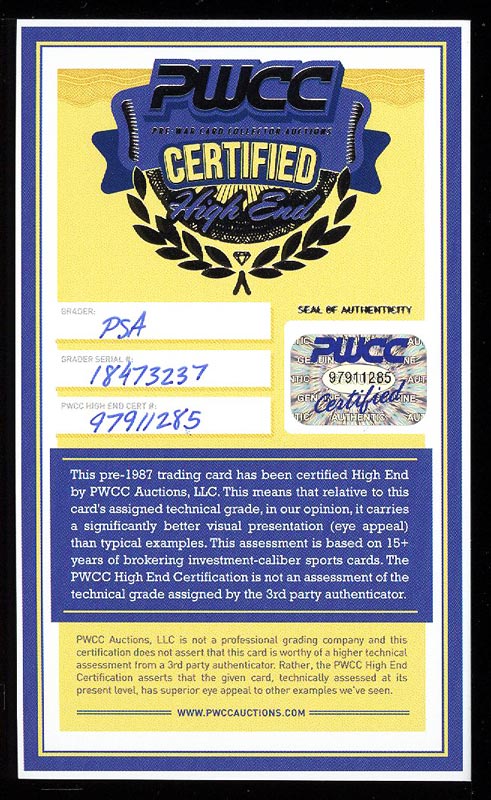 PWCC
PRE-WAR CARD COLLECTOR AUCTIONS
CERTIFIED
High End
GRADER:
PSA
GRADER SERIAL #:
18473237
PWCC HIGH END CERT #:
97911285
SEAL OF AUTHENTICITY
PWCC
97911285
Certified
GENUINE
AUTHENTIC
This pre-1987 trading card has been certified High End
by PWCC Auctions, LLC. This means that relative to this
card's assigned technical grade, in our opinion, it carries
a significantly better visual presentation (eye appeal)
than typical examples. This assessment is based on 15+
years of brokering investment-caliber sports cards. The
PWCC High End Certification is not an assessment of the
technical grade assigned by the 3rd party authenticator.
PWCC Auctions, LLC is not a professional grading company and this
certification does not assert that this card is worthy of a higher technical
assessment from a 3rd party authenticator. Rather, the PWCC High End
Certification asserts that the given card, technically assessed at its
present level, has superior eye appeal to other examples we've seen.
WWW.PWCCAUCTIONS.COM